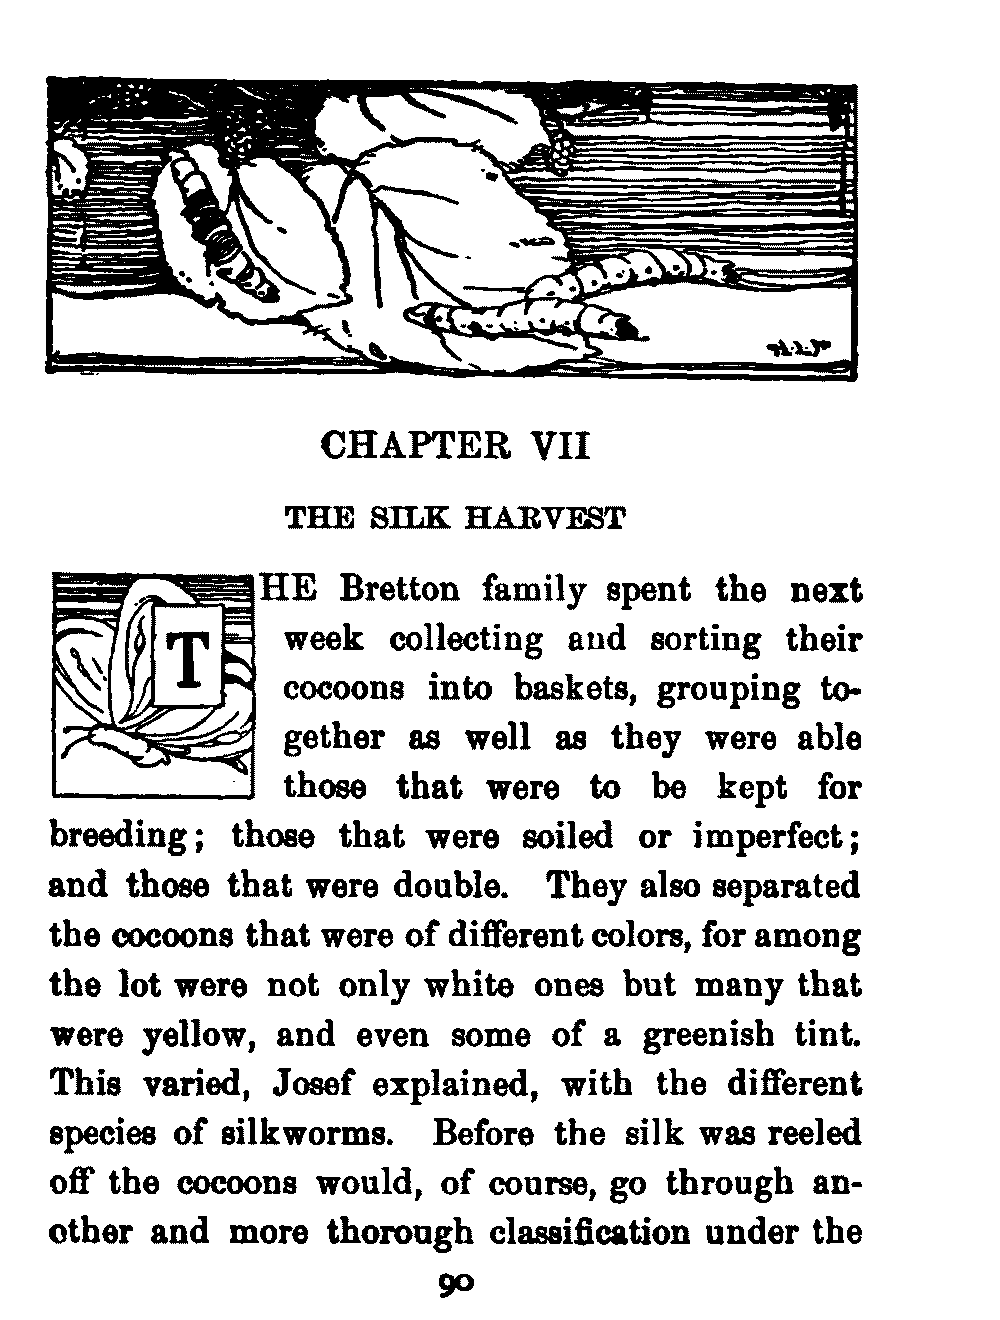 CHAPTER VII
THE SILK HARVEST
THE Bretton family spent the next
week collecting and sorting their
cocoons into baskets, grouping to-
gether as well as they were able
those that were to be kept for
breeding; those that were soiled or imperfect;
and those that were double. They also separated
the cocoons that were of different colors, for among
the lot were not only white ones but many that
were yellow, and even some of a greenish tint.
This varied, Josef explained, with the different
species of silkworms. Before the silk was reeled
off the cocoons would, of course, go through an-
other and more thorough classification under the
90